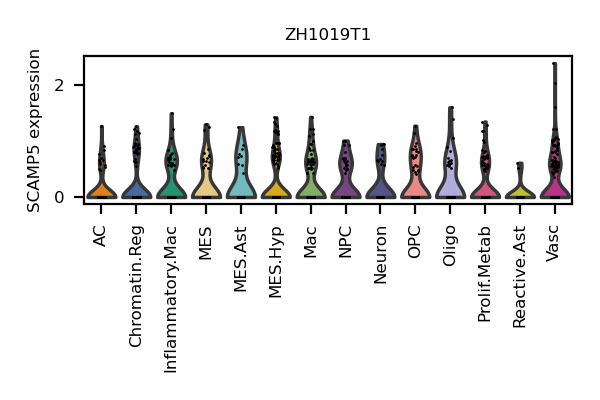 ZH1019T1
SCAMP5 expression
2
0
AC
Chromatin.Reg
Inflammatory.Mac
MES
MES.Ast
MES.Hyp
Mac
NPC
Neuron
OPC
Oligo
Prolif.Metab
Reactive.Ast
Vasc